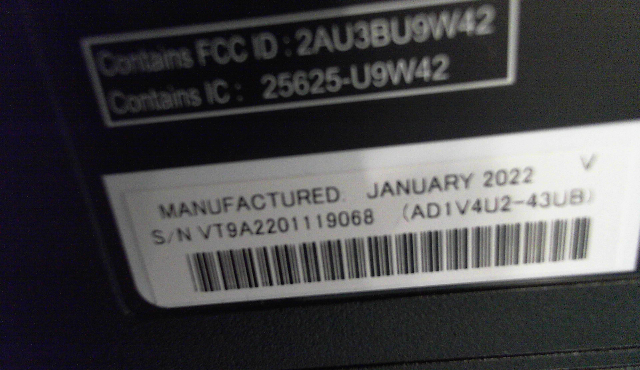 Contains FCC ID : 2AU3BU9W42
Contains IC : 25625-U9W42
V
MANUFACTURED. JANUARY 2022
S/N VT9A2201119068 (AD1V4U2-43UB)